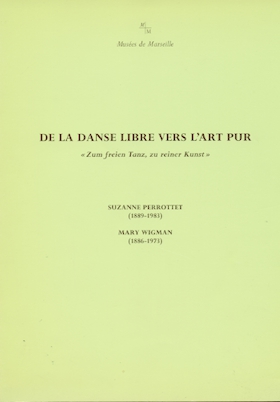 Musées de Marseille
DE LA DANSE LIBRE VERS L'ART PUR
« Zum freien Tanz, zu reiner Kunst »
SUZANNE PERROTTET
(1889-1983)
MARY WIGMAN
(1886-1973)